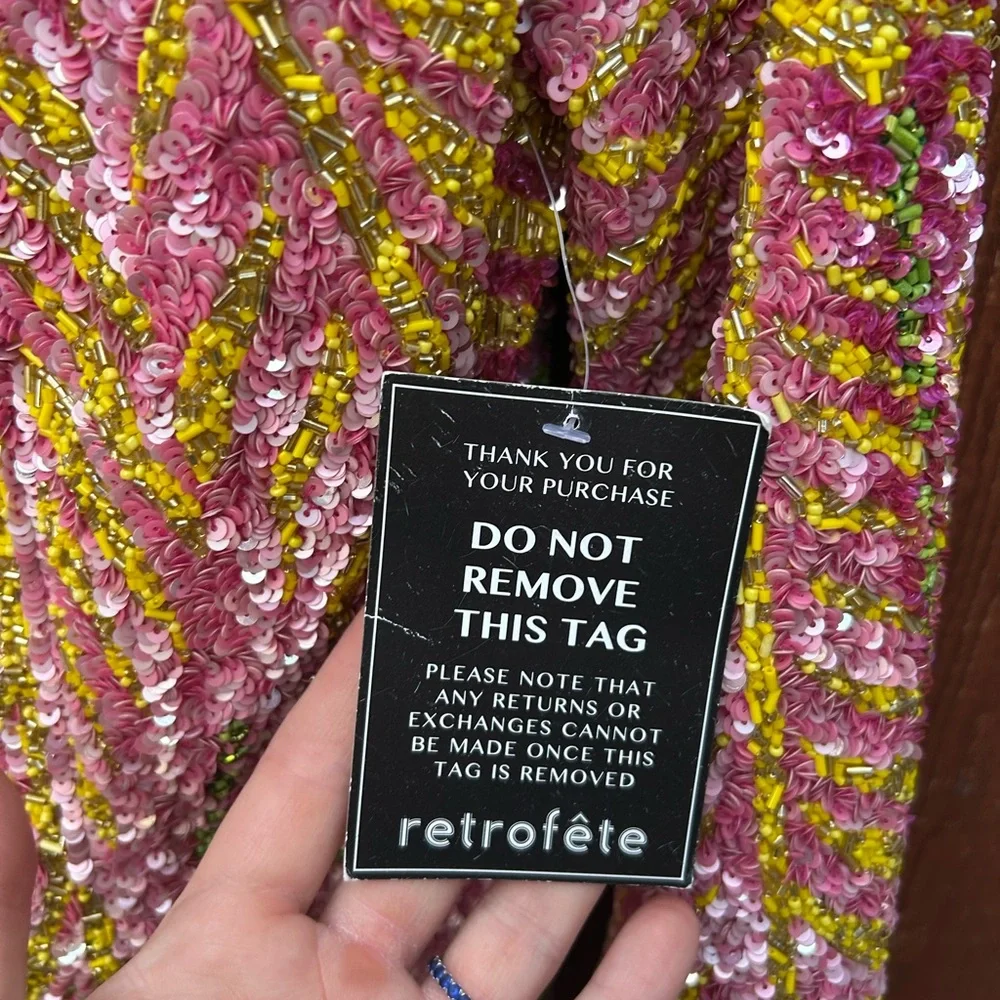 THANK YOU FOR
YOUR PURCHASE
DO NOT
REMOVE
THIS TAG
PLEASE NOTE THAT
ANY RETURNS OR
EXCHANGES CANNOT
BE MADE ONCE THIS
TAG IS REMOVED
retrofête